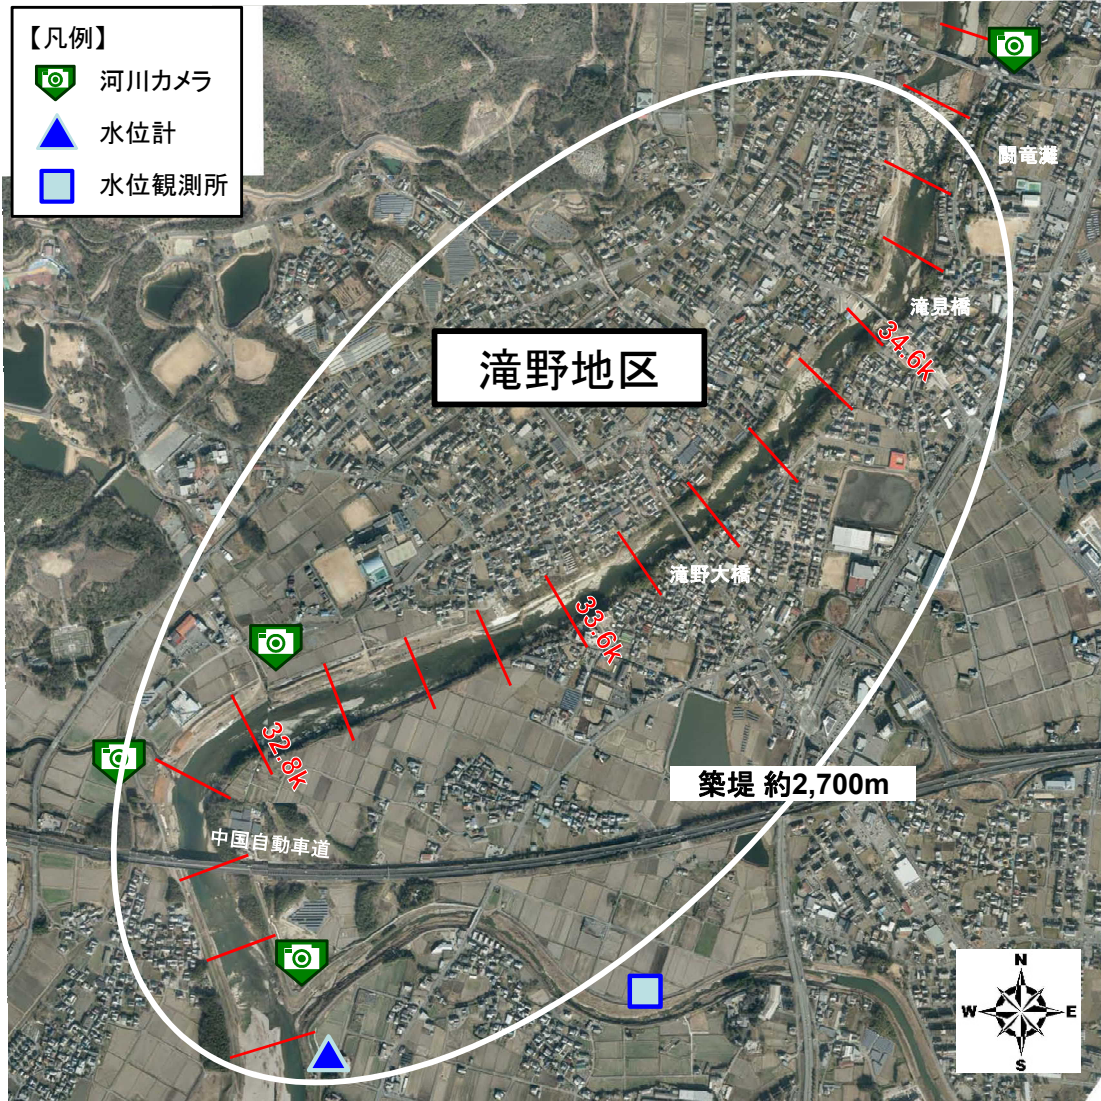 【凡例】
河川カメラ
水位計
水位観測所
闘竜灘
滝見橋
34.6k
滝野地区
滝野大橋
33.6k
32.8k
築堤 約2,700m
中国自動車道
N
W E
S